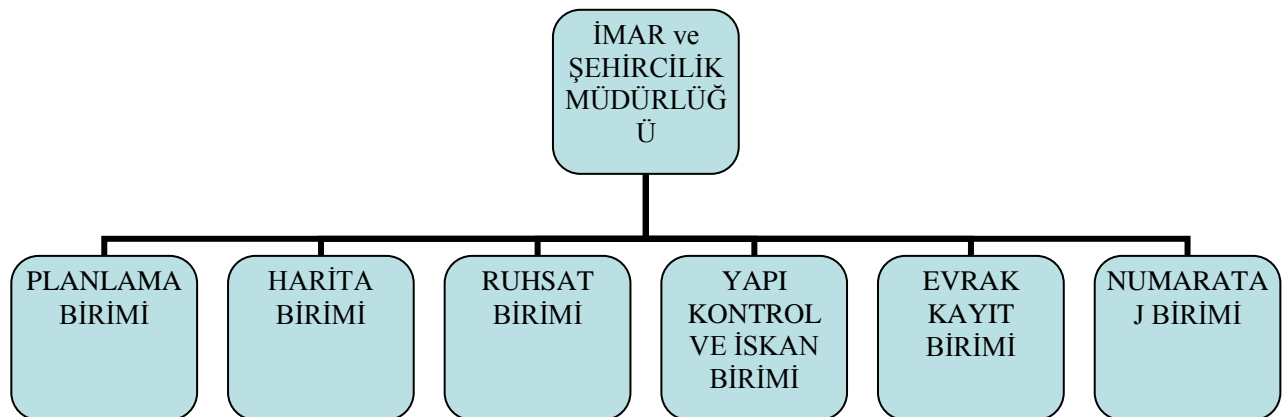 İMAR ve
ŞEHİRCİLİK
MÜDÜRLÜĞ
Ü
PLANLAMA
BİRİMİ
HARİTA
BİRİMİ
RUHSAT
BİRİMİ
YAPI
KONTROL
VE İSKAN
BİRİMİ
EVRAK
KAYIT
BİRİMİ
NUMARATA
J BİRİMİ